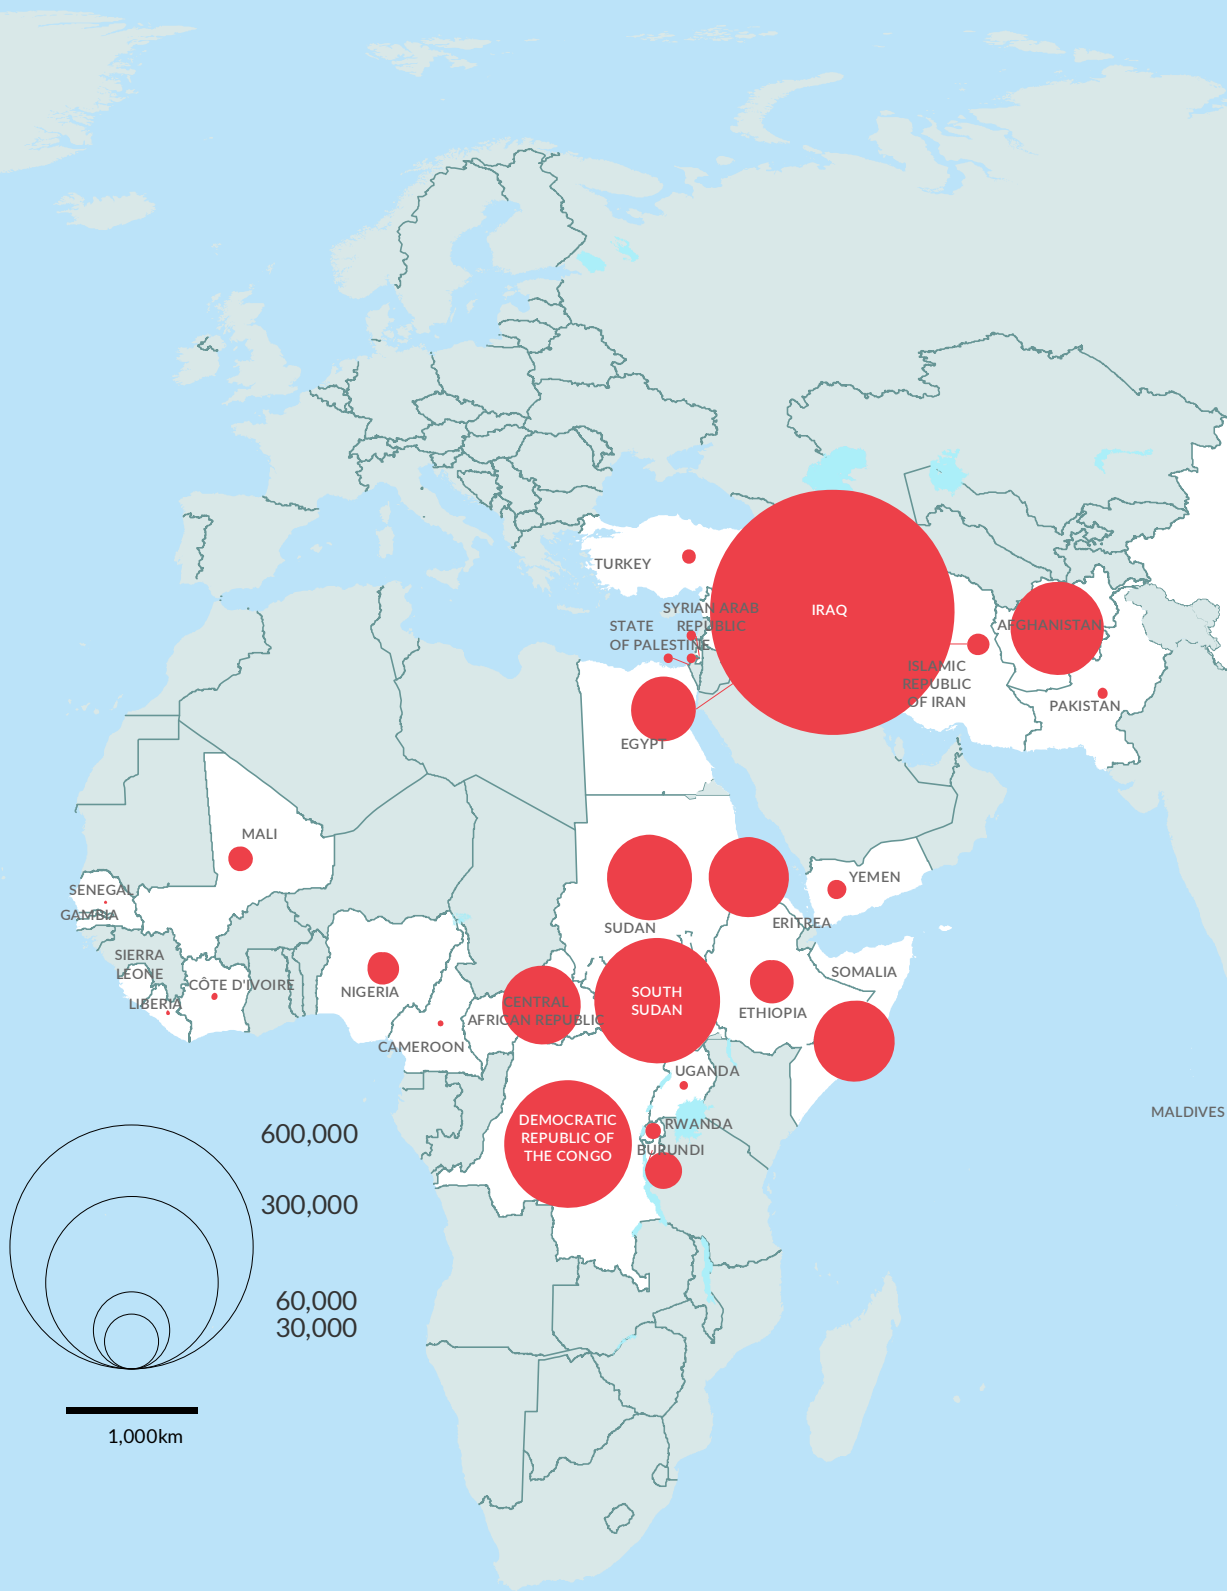 TURKEY
SYRIAN ARAB
REPUBLIC
STATE
OF PALESTINE
IRAQ
AFGHANISTAN
ISLAMIC
REPUBLIC
OF IRAN
PAKISTAN
EGYPT
MALI
SENEGAL
GAMBIA
SIERRA
LEONE
LIBERIA
CÔTE D'IVOIRE
NIGERIA
CAMEROON
CENTRAL
AFRICAN REPUBLIC
SUDAN
ERITREA
YEMEN
SOUTH
SUDAN
ETHIOPIA
SOMALIA
UGANDA
RWANDA
BURUNDI
DEMOCRATIC
REPUBLIC OF
THE CONGO
MALDIVES
600,000
300,000
60,000
30,000
1,000km